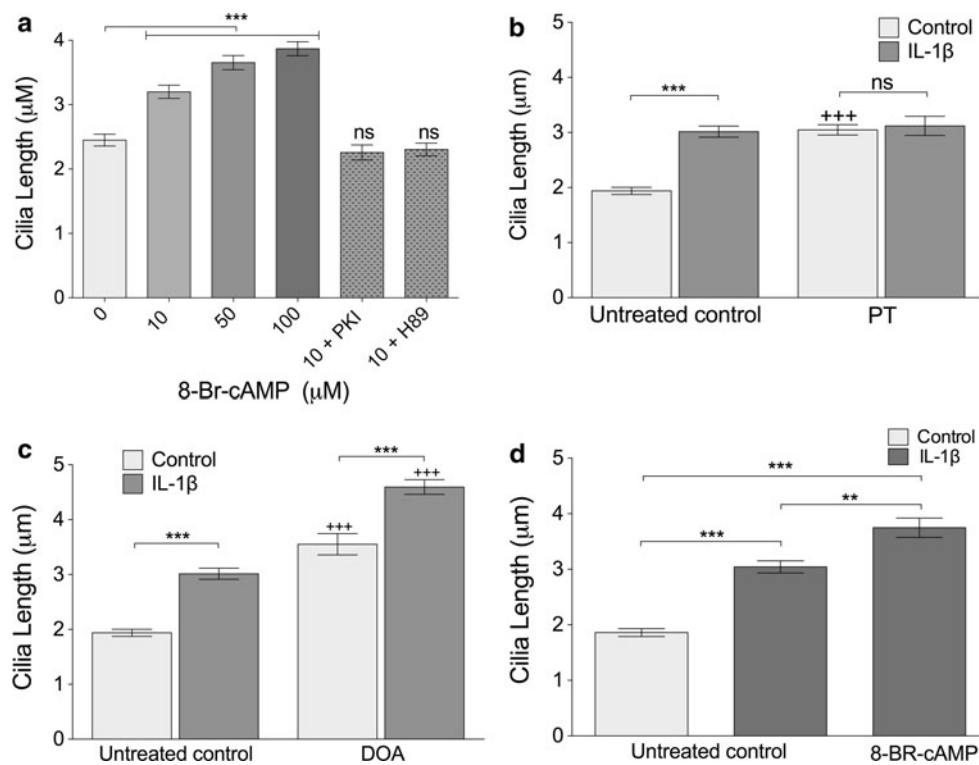 a
***
Cilia Length (μM)
4
3
2
1
0
ns
ns
0
10
50
100
10 + PKI
10 + H89
8-Br-cAMP (μM)
b
Control
IL-1β
Cilia Length (μm)
5
4
3
2
1
0
***
+++
ns
Untreated control
PT
c
Control
IL-1β
Cilia Length (μm)
5
4
3
2
1
0
***
***
+++
+++
Untreated control
DOA
d
Control
IL-1β
Cilia Length (μm)
5
4
3
2
1
0
***
***
**
Untreated control
8-BR-cAMP